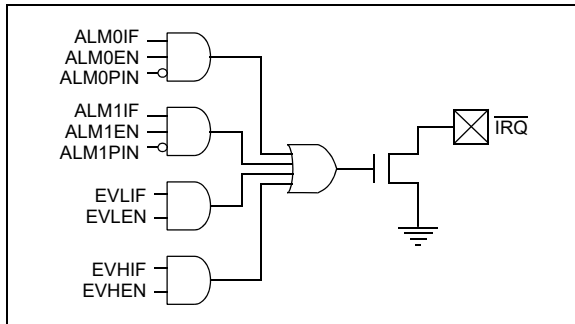 ALM0IF
ALM0EN
ALM0PIN
ALM1IF
ALM1EN
ALM1PIN
IRQ
EVLIF
EVLEN
EVHIF
EVHEN